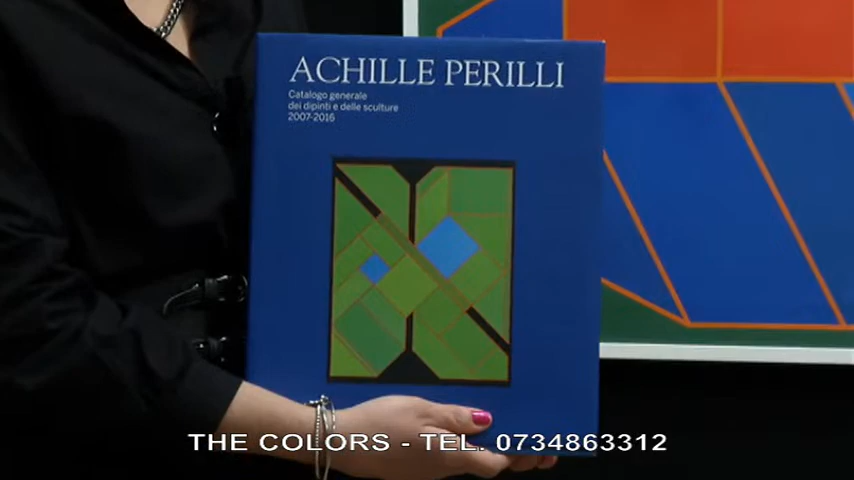 ACHILLE PERILLI
Catalogo generale
dei dipinti e delle sculture
2007-2016
THE COLORS - TEL. 0734863312